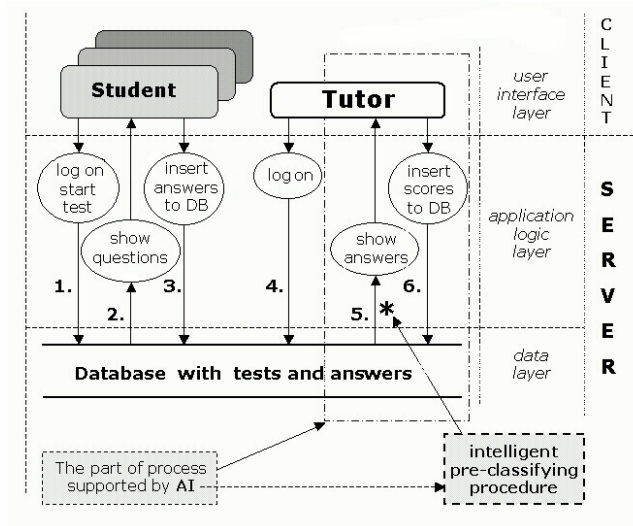 Student
Tutor
user
interface
layer
CLIENT
log on
start
test
insert
answers
to DB
log on
insert
scores
to DB
show
questions
show
answers
application
logic
layer
SERVER
1.
2.
3.
4.
5.
*
6.
Database with tests and answers
data
layer
The part of process
supported by AI
intelligent
pre-classifying
procedure